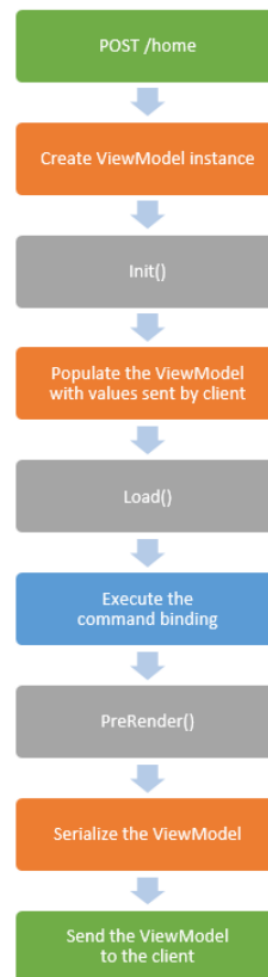 POST /home
Create ViewModel instance
Init()
Populate the ViewModel
with values sent by client
Load()
Execute the
command binding
PreRender()
Serialize the ViewModel
Send the ViewModel
to the client